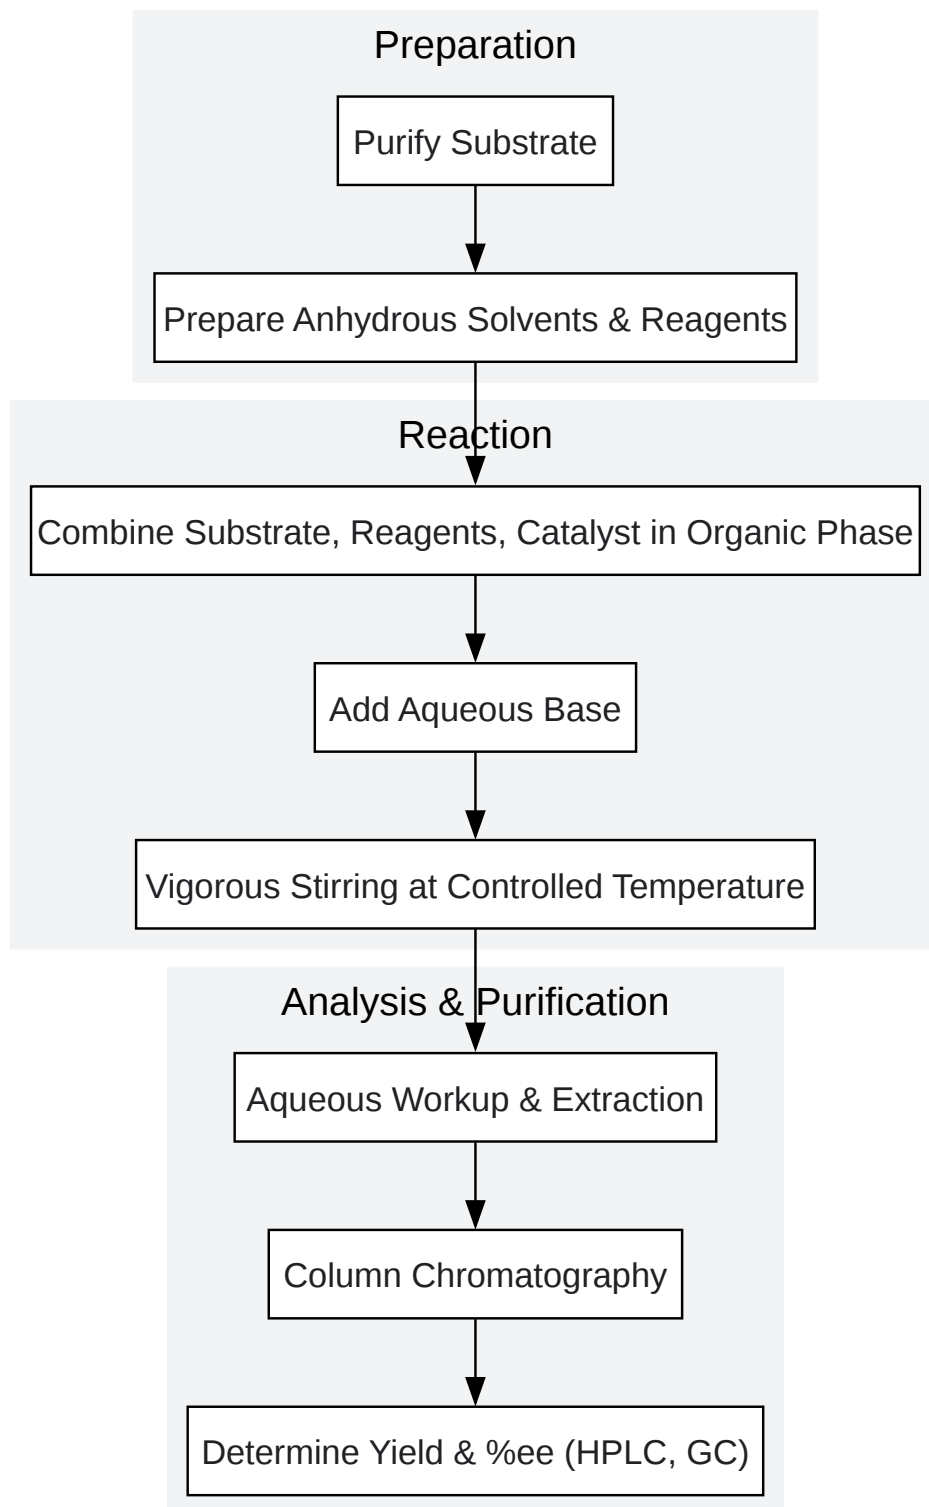 Preparation
Purify Substrate
Prepare Anhydrous Solvents & Reagents
Reaction
Combine Substrate, Reagents, Catalyst in Organic Phase
Add Aqueous Base
Vigorous Stirring at Controlled Temperature
Analysis & Purification
Aqueous Workup & Extraction
Column Chromatography
Determine Yield & %ee (HPLC, GC)